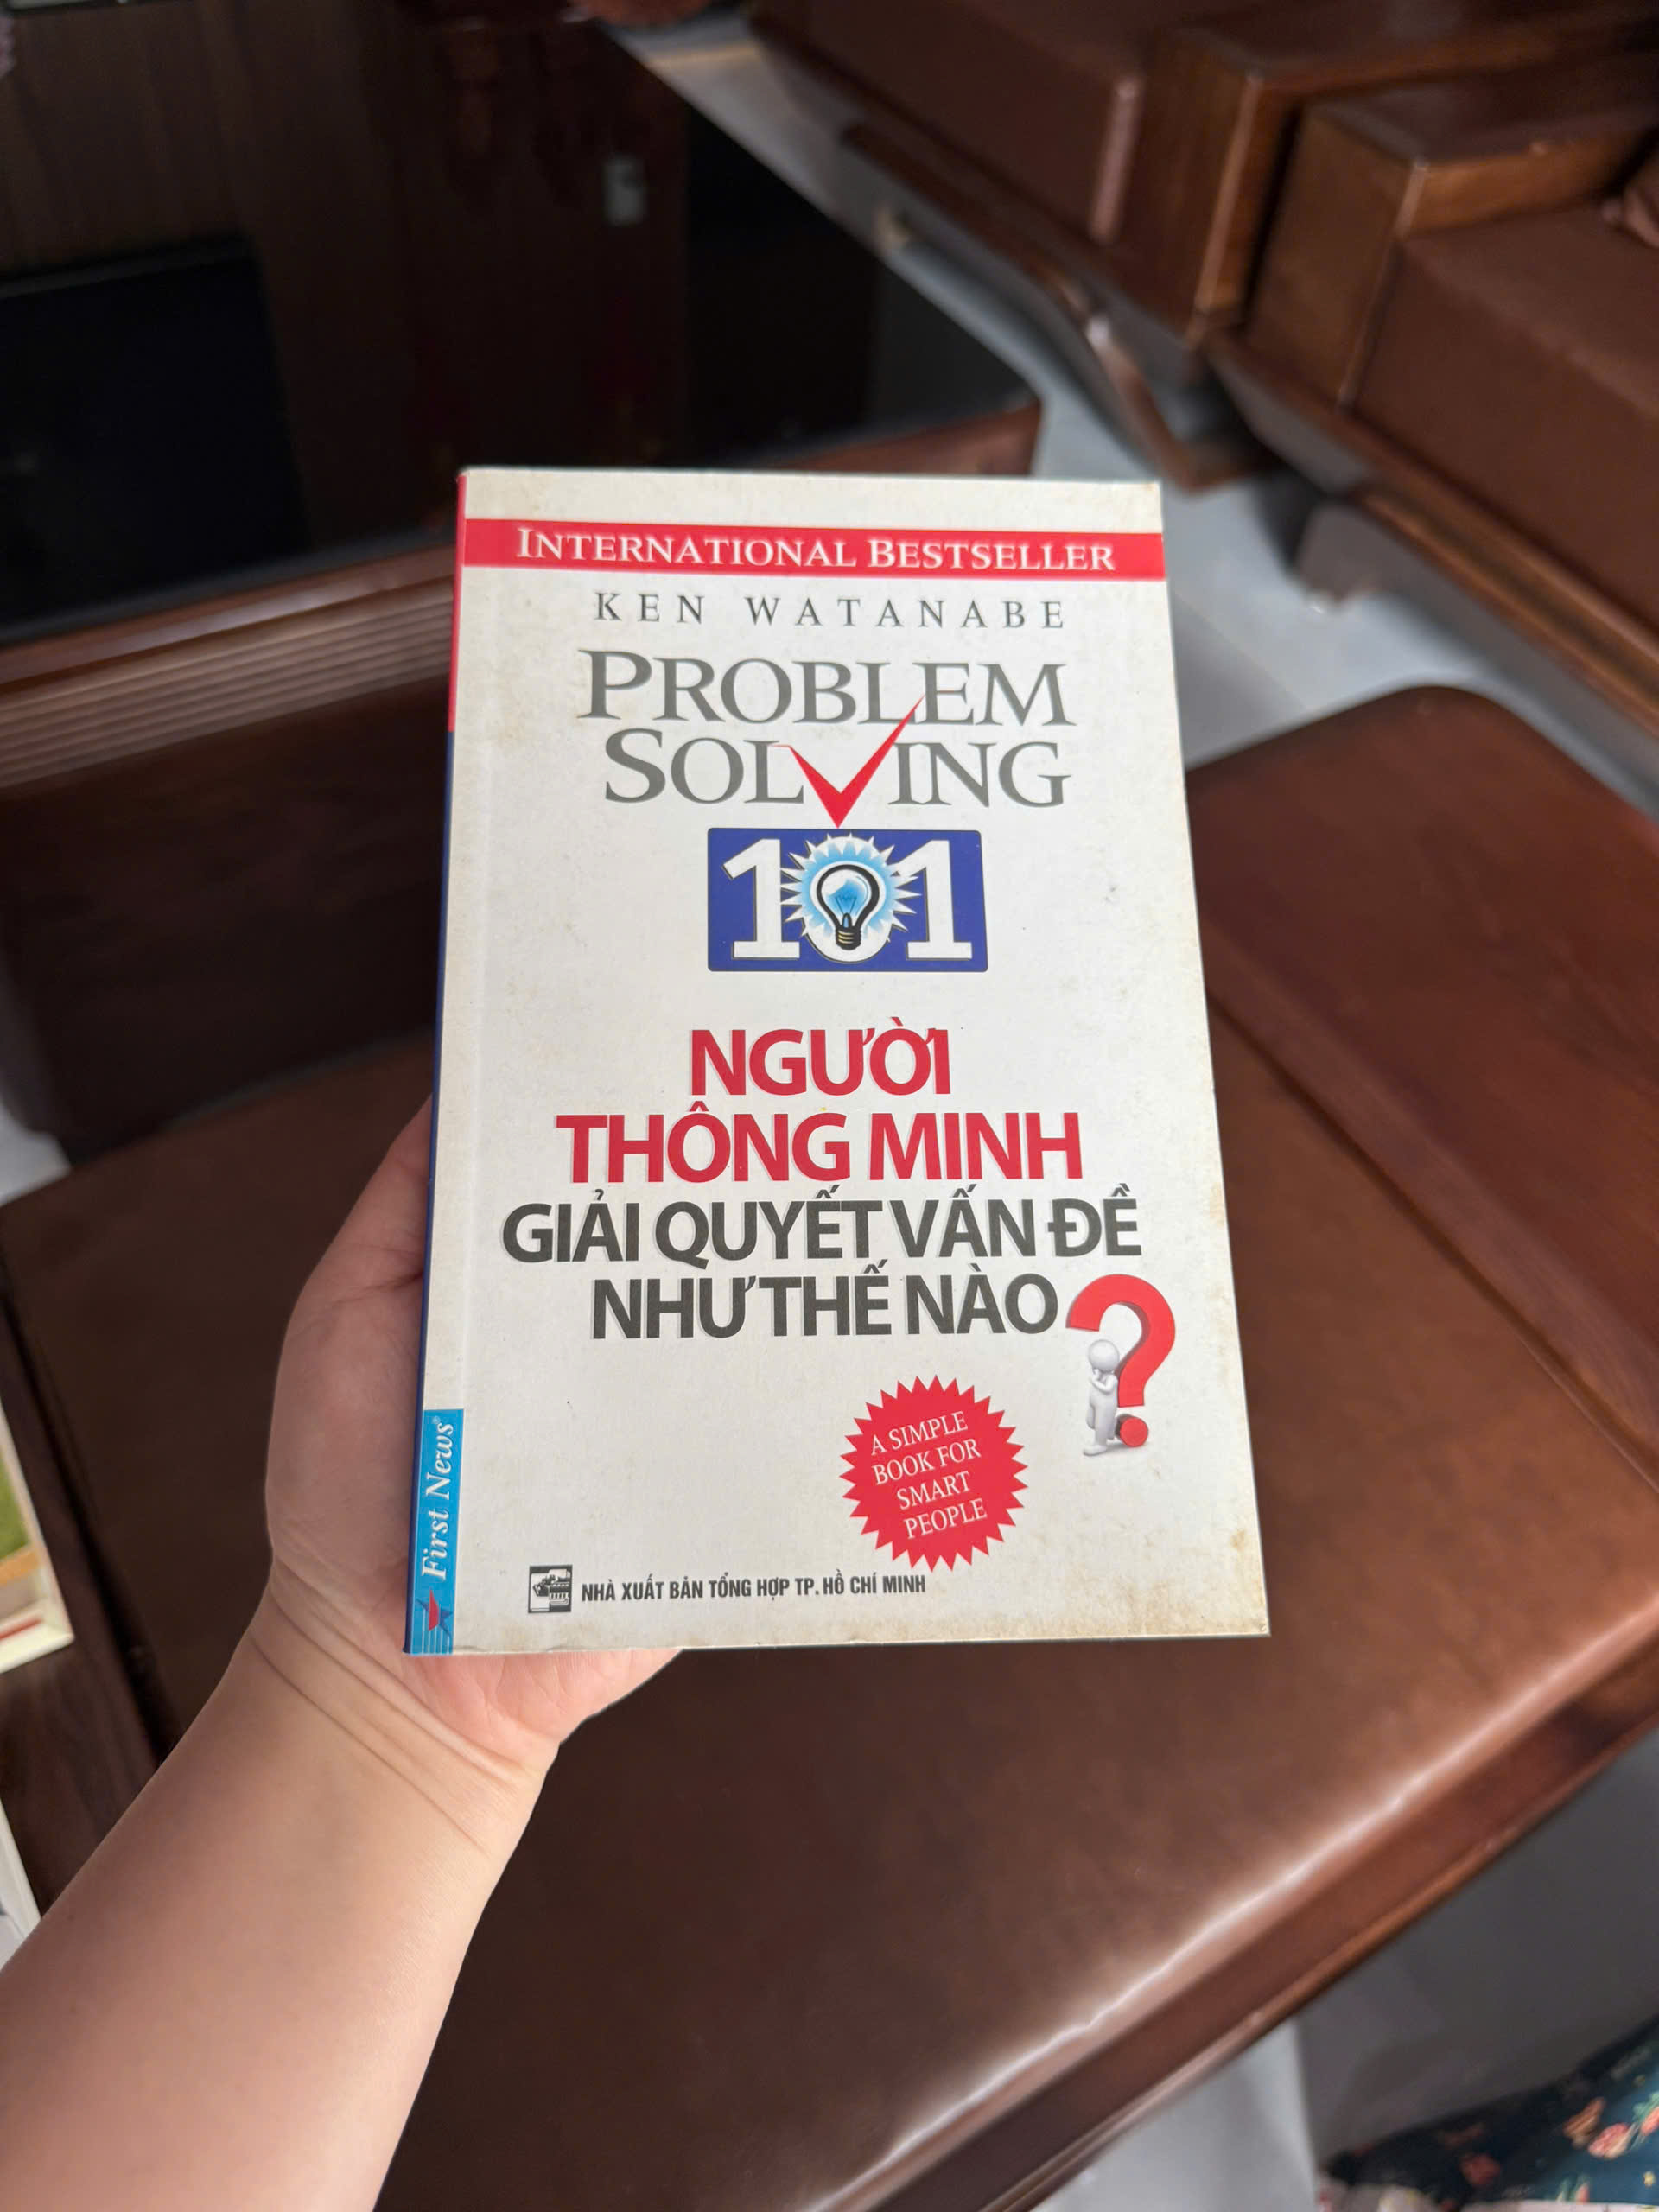 INTERNATIONAL BESTSELLER
KEN WATANABE
PROBLEM
SOLVING
101
NGƯỜI
THÔNG MINH
GIẢI QUYẾT VẤN ĐỀ
NHƯ THẾ NÀO?
A SIMPLE
BOOK FOR
SMART
PEOPLE
First News®
NHÀ XUẤT BẢN TỔNG HỢP TP. HỒ CHÍ MINH